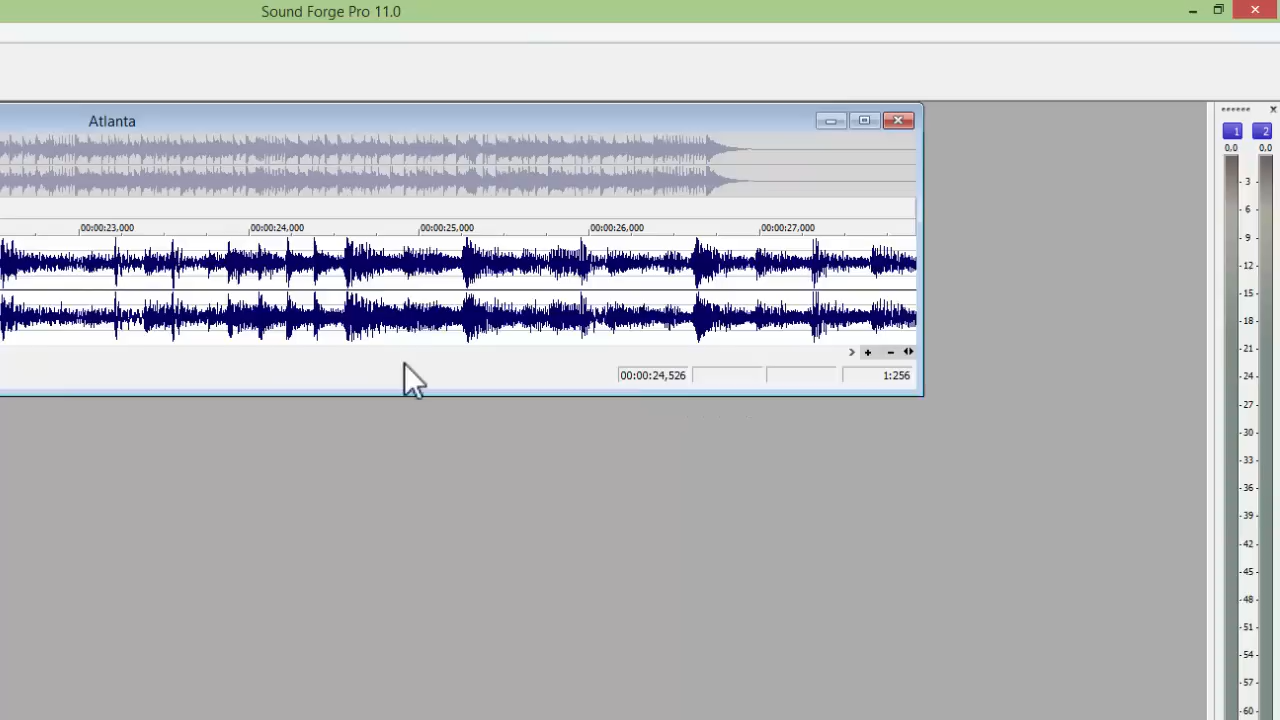 Sound Forge Pro 11.0
Atlanta
1 2
0,0 0,0
00:00:23,000 00:00:24,000 00:00:25,000 00:00:26,000 00:00:27,000
00:00:24,526 1:256
- 3 -
- 6 -
- 9 -
- 12 -
- 15 -
- 18 -
- 21 -
- 24 -
- 27 -
- 30 -
- 33 -
- 36 -
- 39 -
- 42 -
- 45 -
- 48 -
- 51 -
- 54 -
- 57 -
- 60 -